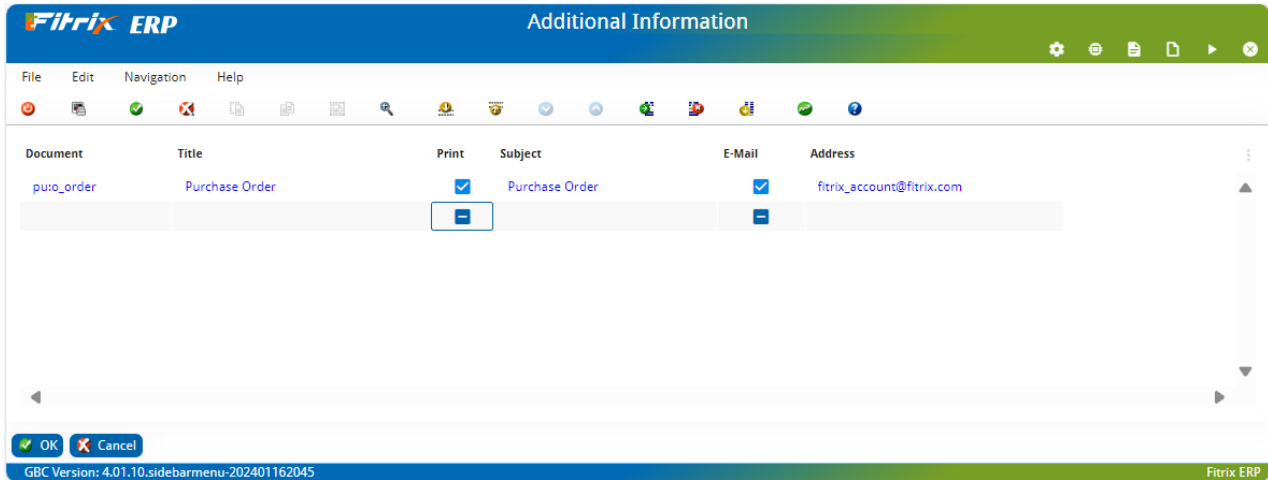 Fitrix ERP
Additional Information
File Edit Navigation Help
Document Title Print Subject E-Mail Address
pu:o_order Purchase Order Purchase Order fitrix_account@fitrix.com
OK Cancel
GBC Version: 4.01.10.sidebarmenu-202401162045 Fitrix ERP